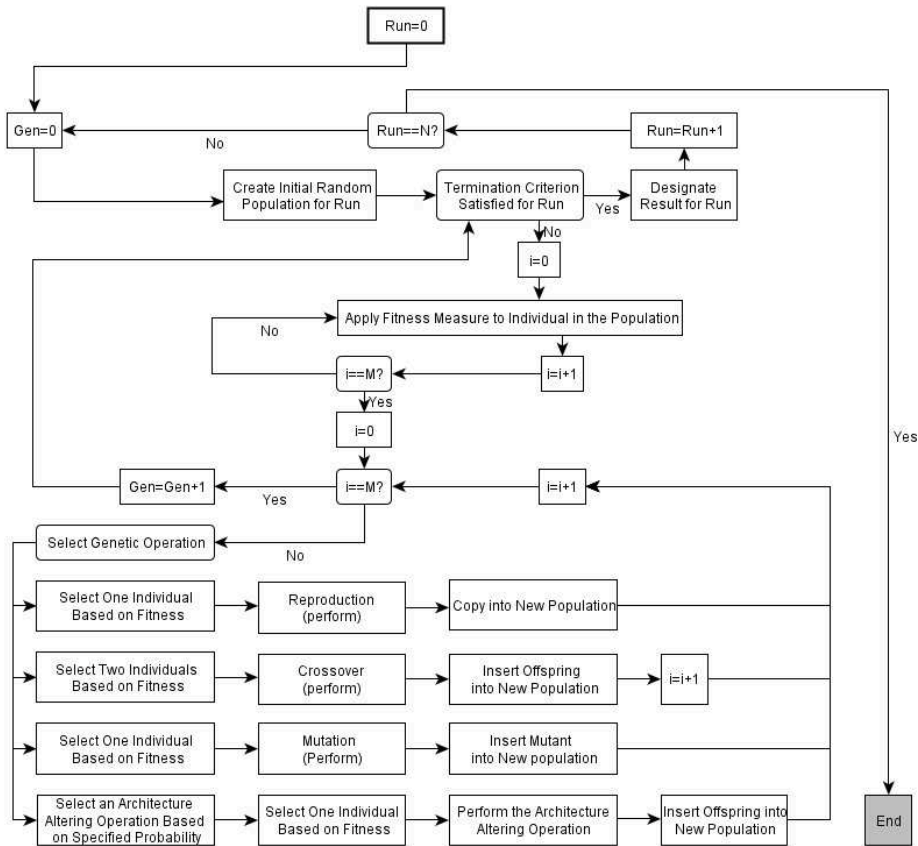 Run=0
Gen=0
Run==N?
Run=Run+1
No
Create Initial Random
Population for Run
Termination Criterion
Satisfied for Run
Yes
Designate
Result for Run
No
i=0
Apply Fitness Measure to Individual in the Population
No
i==M?
i=i+1
Yes
i=0
Yes
Gen=Gen+1
Yes
i==M?
i=i+1
Select Genetic Operation
No
Select One Individual
Based on Fitness
Reproduction
(perform)
Copy into New Population
Select Two Individuals
Based on Fitness
Crossover
(perform)
Insert Offspring
into New Population
i=i+1
Select One Individual
Based on Fitness
Mutation
(Perform)
Insert Mutant
into New population
Select an Architecture
Altering Operation Based
on Specified Probability
Select One Individual
Based on Fitness
Perform the Architecture
Altering Operation
Insert Offspring into
New Population
End